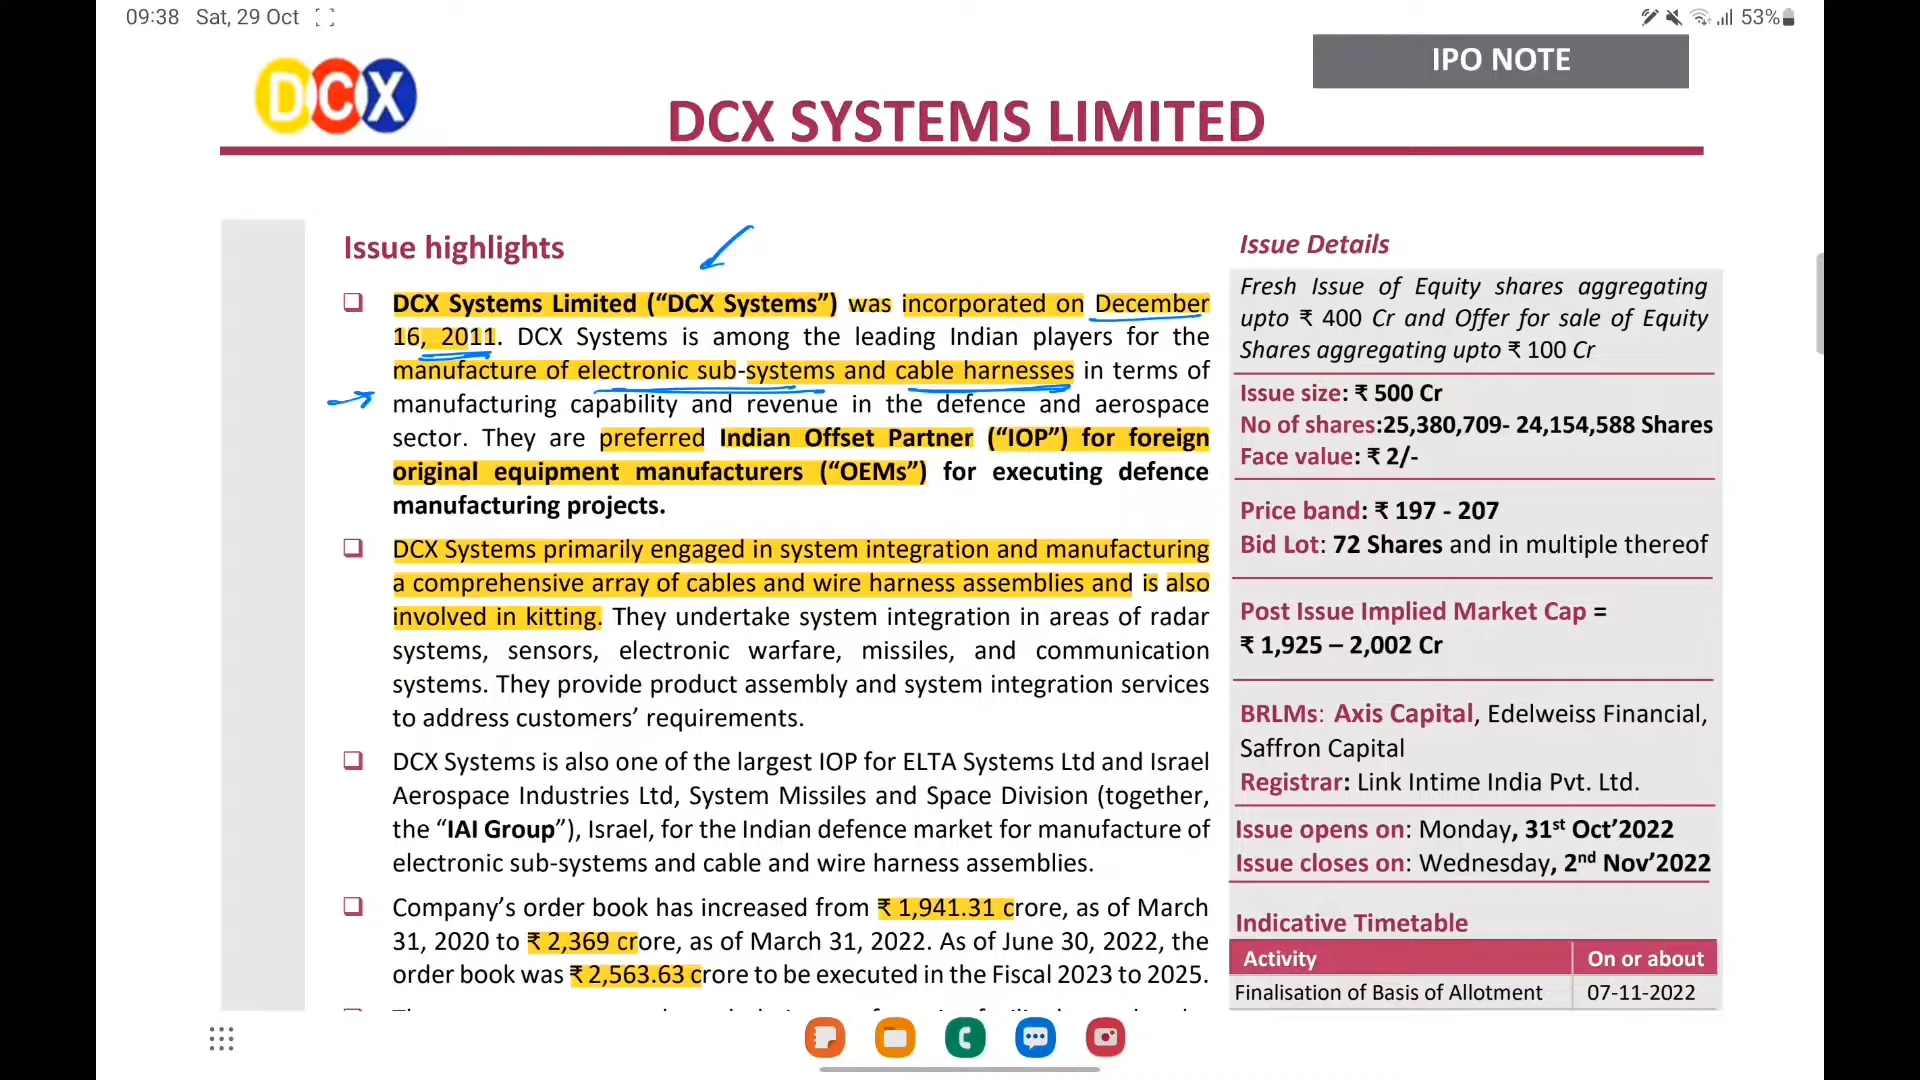 09:38 Sat, 29 Oct
53%
IPO NOTE
DCX
DCX SYSTEMS LIMITED
Issue highlights
❑ DCX Systems Limited (“DCX Systems”) was incorporated on December
16, 2011. DCX Systems is among the leading Indian players for the
manufacture of electronic sub-systems and cable harnesses in terms of
manufacturing capability and revenue in the defence and aerospace
sector. They are preferred Indian Offset Partner (“IOP”) for foreign
original equipment manufacturers (“OEMs”) for executing defence
manufacturing projects.
❑ DCX Systems primarily engaged in system integration and manufacturing
a comprehensive array of cables and wire harness assemblies and is also
involved in kitting. They undertake system integration in areas of radar
systems, sensors, electronic warfare, missiles, and communication
systems. They provide product assembly and system integration services
to address customers’ requirements.
❑ DCX Systems is also one of the largest IOP for ELTA Systems Ltd and Israel
Aerospace Industries Ltd, System Missiles and Space Division (together,
the “IAI Group”), Israel, for the Indian defence market for manufacture of
electronic sub-systems and cable and wire harness assemblies.
❑ Company’s order book has increased from ₹ 1,941.31 crore, as of March
31, 2020 to ₹ 2,369 crore, as of March 31, 2022. As of June 30, 2022, the
order book was ₹ 2,563.63 crore to be executed in the Fiscal 2023 to 2025.
Issue Details
Fresh Issue of Equity shares aggregating
upto ₹ 400 Cr and Offer for sale of Equity
Shares aggregating upto ₹ 100 Cr
Issue size: ₹ 500 Cr
No of shares:25,380,709- 24,154,588 Shares
Face value: ₹ 2/-
Price band: ₹ 197 - 207
Bid Lot: 72 Shares and in multiple thereof
Post Issue Implied Market Cap =
₹ 1,925 – 2,002 Cr
BRLMs: Axis Capital, Edelweiss Financial,
Saffron Capital
Registrar: Link Intime India Pvt. Ltd.
Issue opens on: Monday, 31st Oct’2022
Issue closes on: Wednesday, 2nd Nov’2022
Indicative Timetable
Activity On or about
Finalisation of Basis of Allotment 07-11-2022